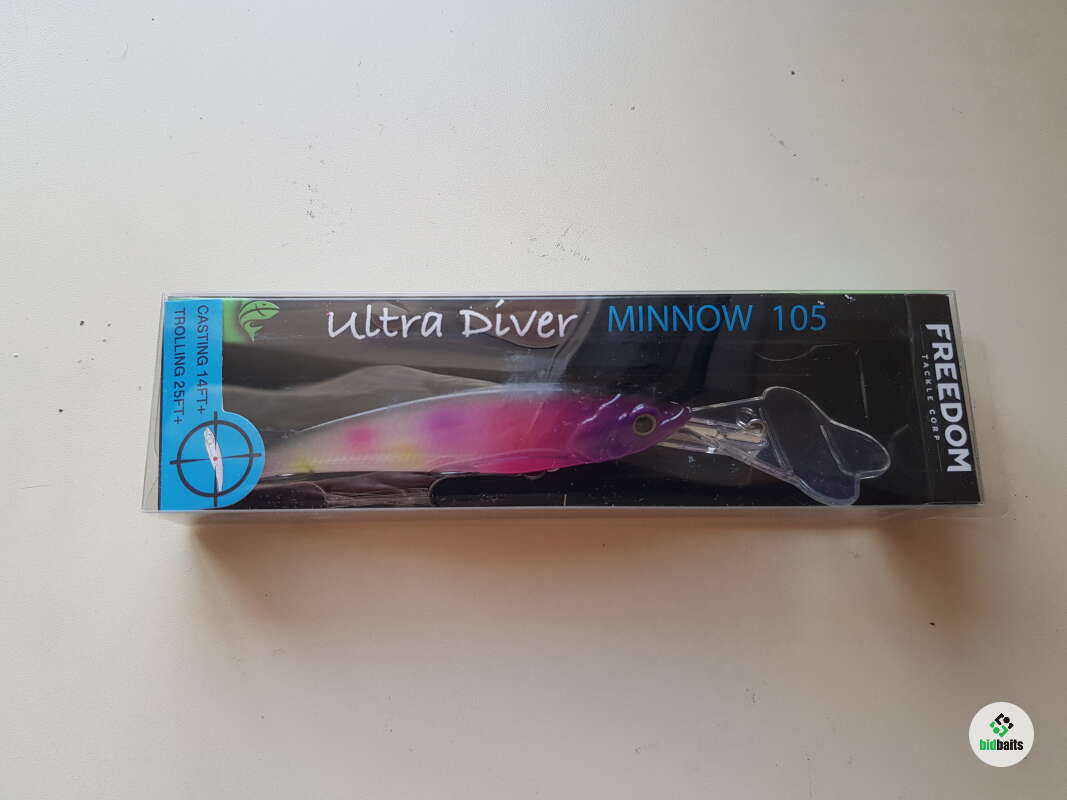 Ultra Diver MINNOW 105
CASTING 14FT+
TROLLING 25FT+
FREEDOM
TACKLE CORP
bidbaits